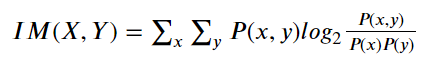 IM(X, Y) = ∑x ∑y P(x, y)log2 P(x,y) / P(x)P(y)